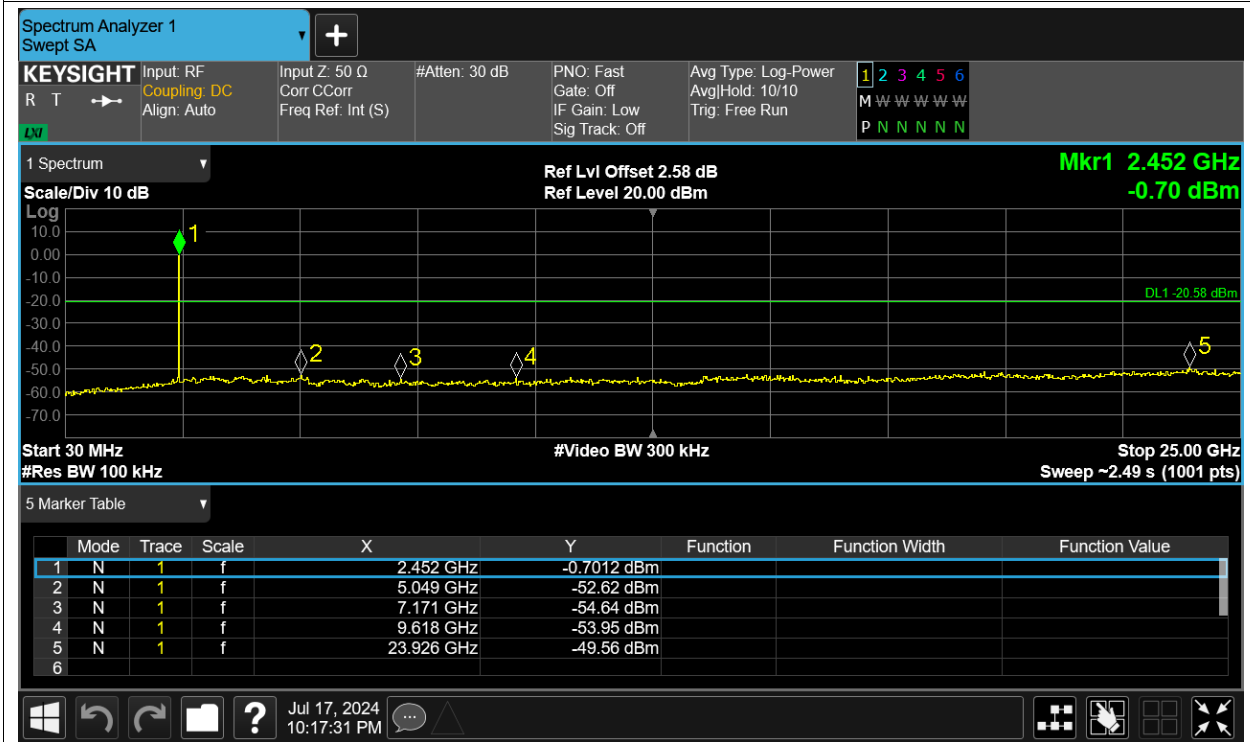 Spectrum Analyzer 1
Swept SA
+
KEYSIGHT Input: RF Input Z: 50 Ω #Atten: 30 dB PNO: Fast Avg Type: Log-Power 1 2 3 4 5 6
R T Coupling: DC Corr CCorr Gate: Off Avg|Hold: 10/10 M W W W W W
Align: Auto Freq Ref: Int (S) IF Gain: Low Trig: Free Run
LXI Sig Track: Off P N N N N N
1 Spectrum
Ref Lvl Offset 2.58 dB Mkr1 2.452 GHz
Scale/Div 10 dB Ref Level 20.00 dBm -0.70 dBm
Log
10.0
0.00
-10.0
-20.0
-30.0
-40.0
-50.0
-60.0
-70.0
1
DL1 -20.58 dBm
2
3
4
5
Start 30 MHz #Video BW 300 kHz Stop 25.00 GHz
#Res BW 100 kHz Sweep ~2.49 s (1001 pts)
5 Marker Table
Mode Trace Scale X Y Function Function Width Function Value
1 N 1 f 2.452 GHz -0.7012 dBm
2 N 1 f 5.049 GHz -52.62 dBm
3 N 1 f 7.171 GHz -54.64 dBm
4 N 1 f 9.618 GHz -53.95 dBm
5 N 1 f 23.926 GHz -49.56 dBm
6
? Jul 17, 2024
10:17:31 PM